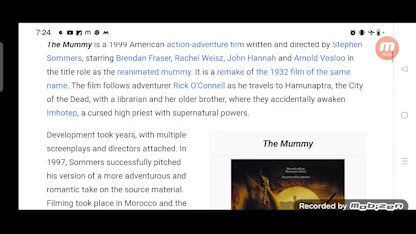 7:24
The Mummy is a 1999 American action-adventure film written and directed by Stephen
Sommers, starring Brendan Fraser, Rachel Weisz, John Hannah and Arnold Vosloo in
the title role as the reanimated mummy. It is a remake of the 1932 film of the same
name. The film follows adventurer Rick O'Connell as he travels to Hamunaptra, the City
of the Dead, with a librarian and her older brother, where they accidentally awaken
Imhotep, a cursed high priest with supernatural powers.
Development took years, with multiple
screenplays and directors attached. In
1997, Sommers successfully pitched
his version of a more adventurous and
romantic take on the source material.
Filming took place in Morocco and the
The Mummy
Recorded by Mobizen